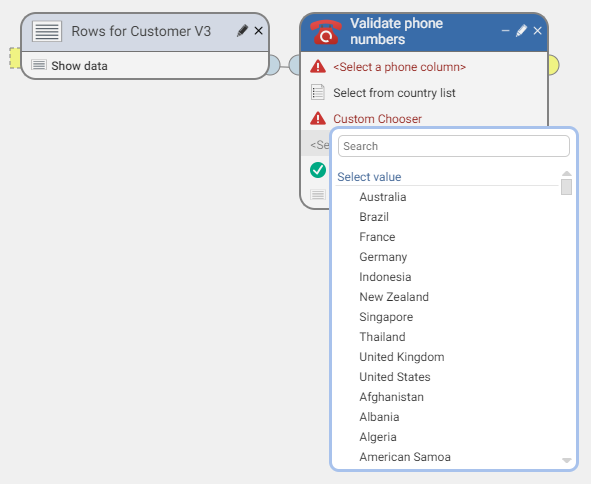 Rows for Customer V3
Show data
Validate phone
numbers
<Select a phone column>
Select from country list
Custom Chooser
<Se
Search
Select value
Australia
Brazil
France
Germany
Indonesia
New Zealand
Singapore
Thailand
United Kingdom
United States
Afghanistan
Albania
Algeria
American Samoa